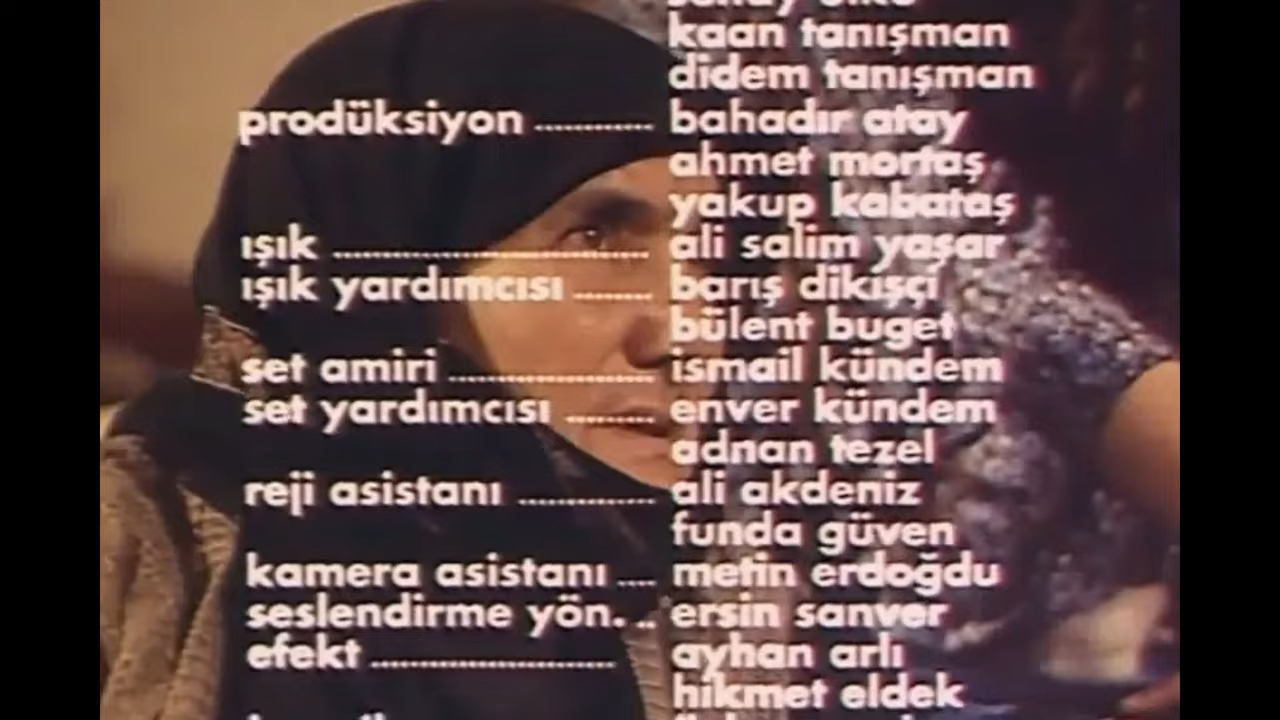 kaan tanışman
didem tanışman
prodüksiyon ............ bahadır atay
ahmet mortaş
yakup kabataş
ışık ................................ ali salim yaşar
ışık yardımcısı ........ barış dikişçi
bülent buget
set amiri ..................... ismail kündem
set yardımcısı ......... enver kündem
adnan tezel
reji asistanı .............. ali akdeniz
funda güven
kamera asistanı .... metin erdoğdu
seslendirme yön. .. ersin sanver
efekt ......................... ayhan arlı
hikmet eldek